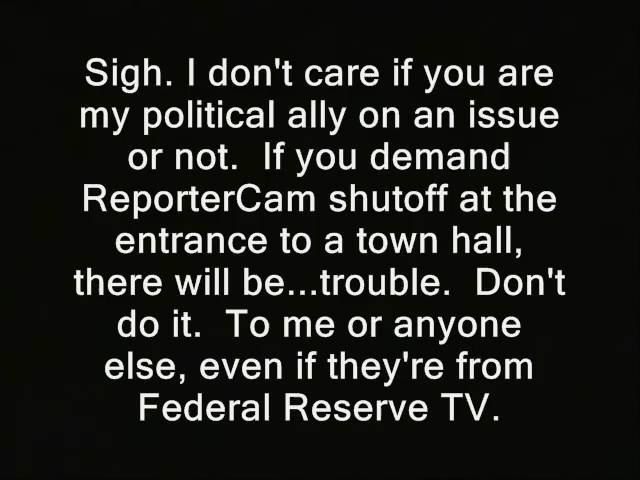 Sigh. I don't care if you are
my political ally on an issue
or not.  If you demand
ReporterCam shutoff at the
entrance to a town hall,
there will be...trouble.  Don't
do it.  To me or anyone
else, even if they're from
Federal Reserve TV.